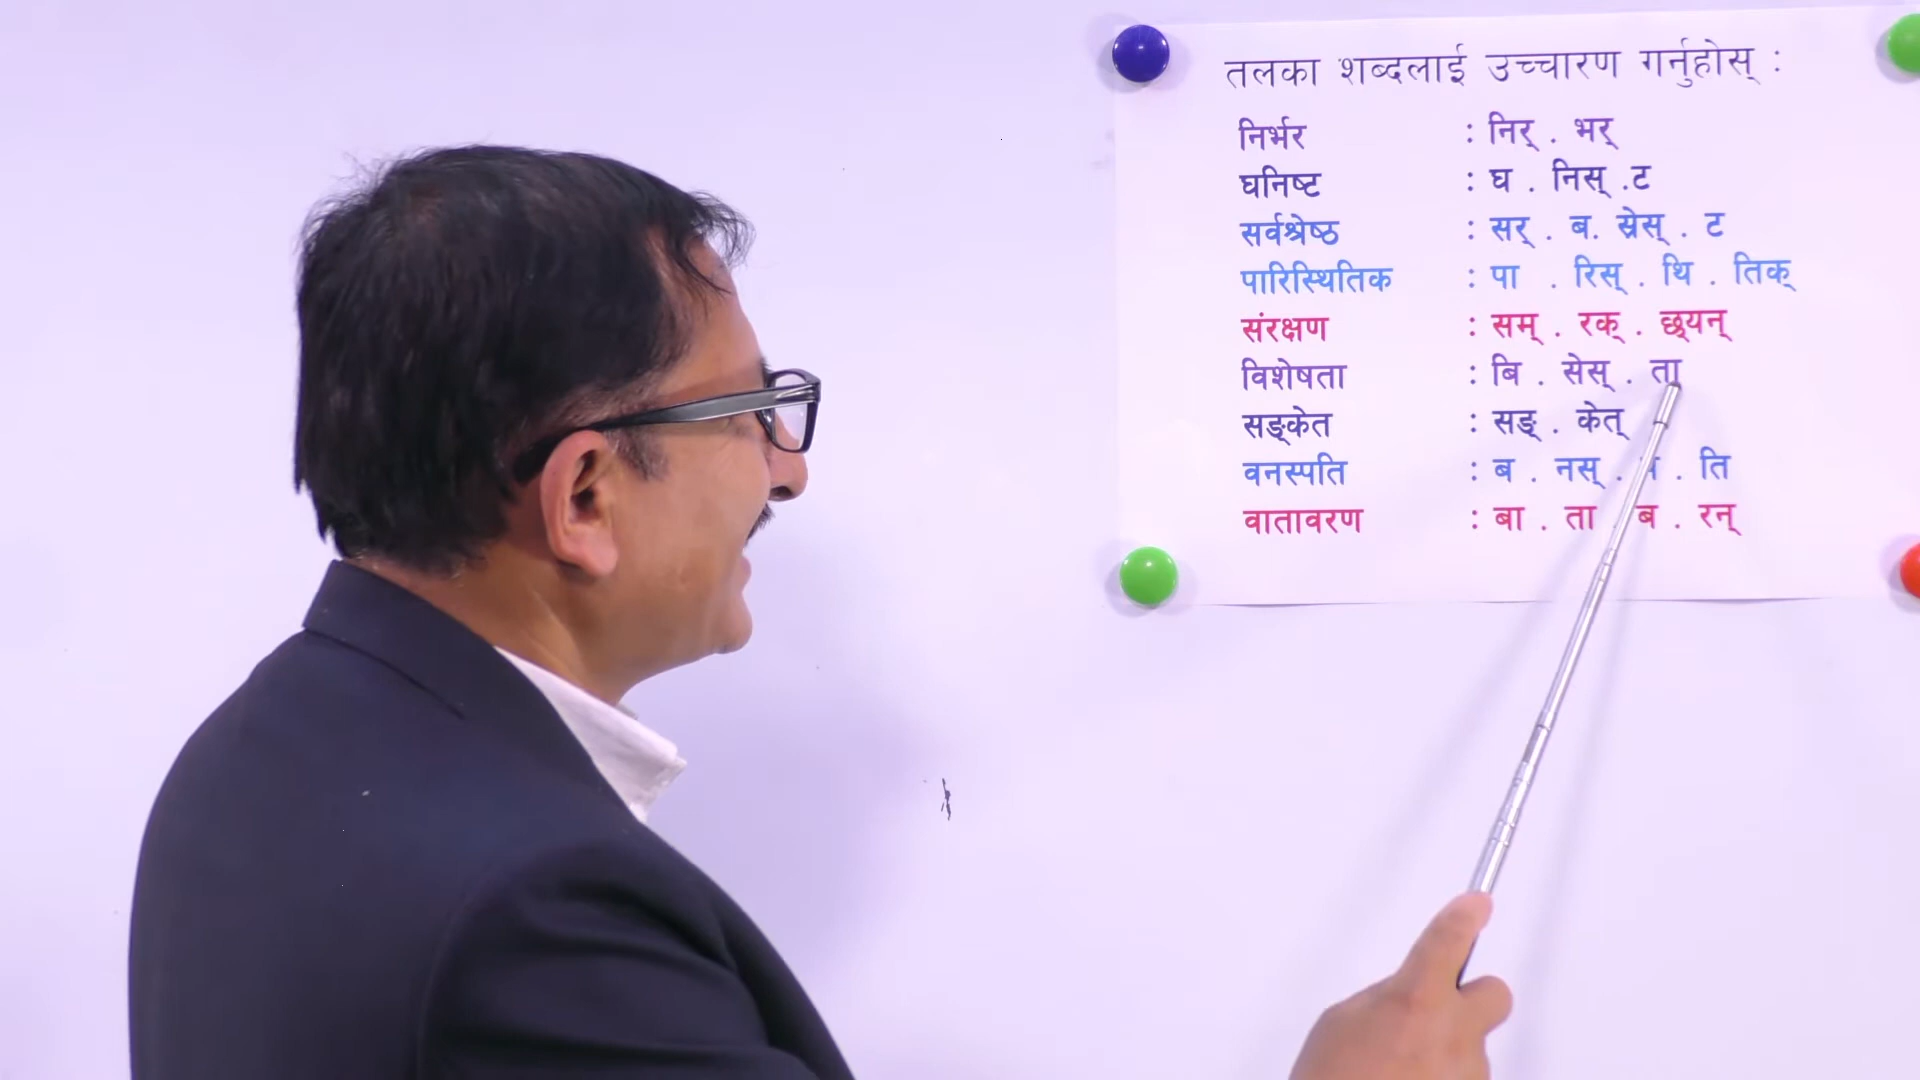 तलका शब्दलाई उच्चारण गर्नुहोस् :
निर्भर : निर् . भर्
घनिष्ट : घ . निस् .ट
सर्वश्रेष्ठ : सर् . ब. स्रेस् . ट
पारिस्थितिक : पा . रिस् . थि . तिक्
संरक्षण : सम् . रक् . छ्यन्
विशेषता : बि . सेस् . ता
सङ्केत : सङ् . केत्
वनस्पति : ब . नस् . . ति
वातावरण : बा . ता ब . रन्